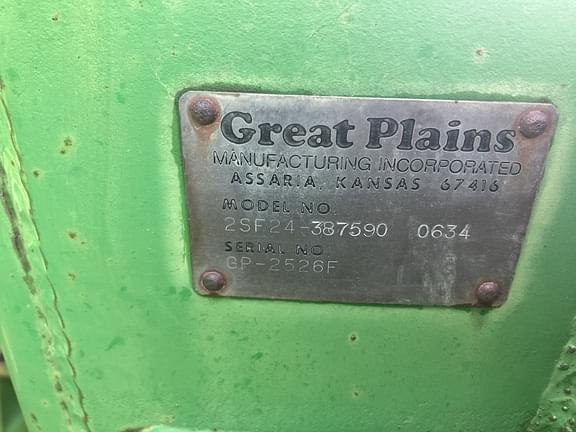 Great Plains
MANUFACTURING INCORPORATED
ASSARIA, KANSAS 67416
MODEL NO.
2SF24-387590 0634
SERIAL NO.
GP-2526F